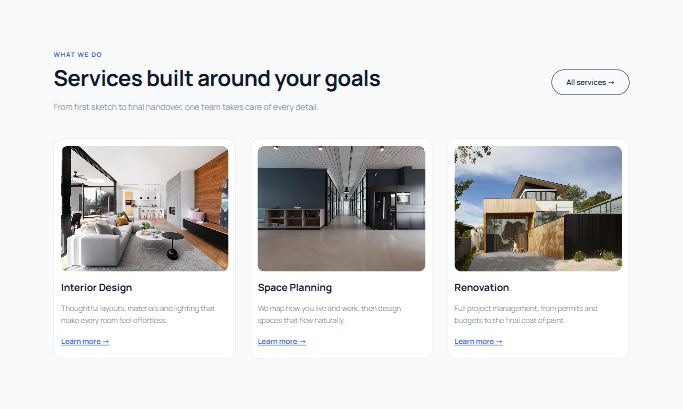 WHAT WE DO
Services built around your goals
All services →
From first sketch to final handover, one team takes care of every detail.
Interior Design
Thoughtful layouts, materials and lighting that
make every room feel effortless.
Learn more →
Space Planning
We map how you live and work, then design
spaces that flow naturally.
Learn more →
Renovation
Full project management, from permits and
budgets to the final coat of paint.
Learn more →